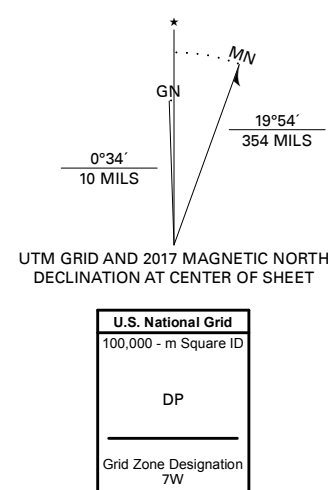 ★
MN
GN
19°54´
354 MILS
0°34´
10 MILS
UTM GRID AND 2017 MAGNETIC NORTH
DECLINATION AT CENTER OF SHEET
U.S. National Grid
100,000 - m Square ID
DP
Grid Zone Designation
7W